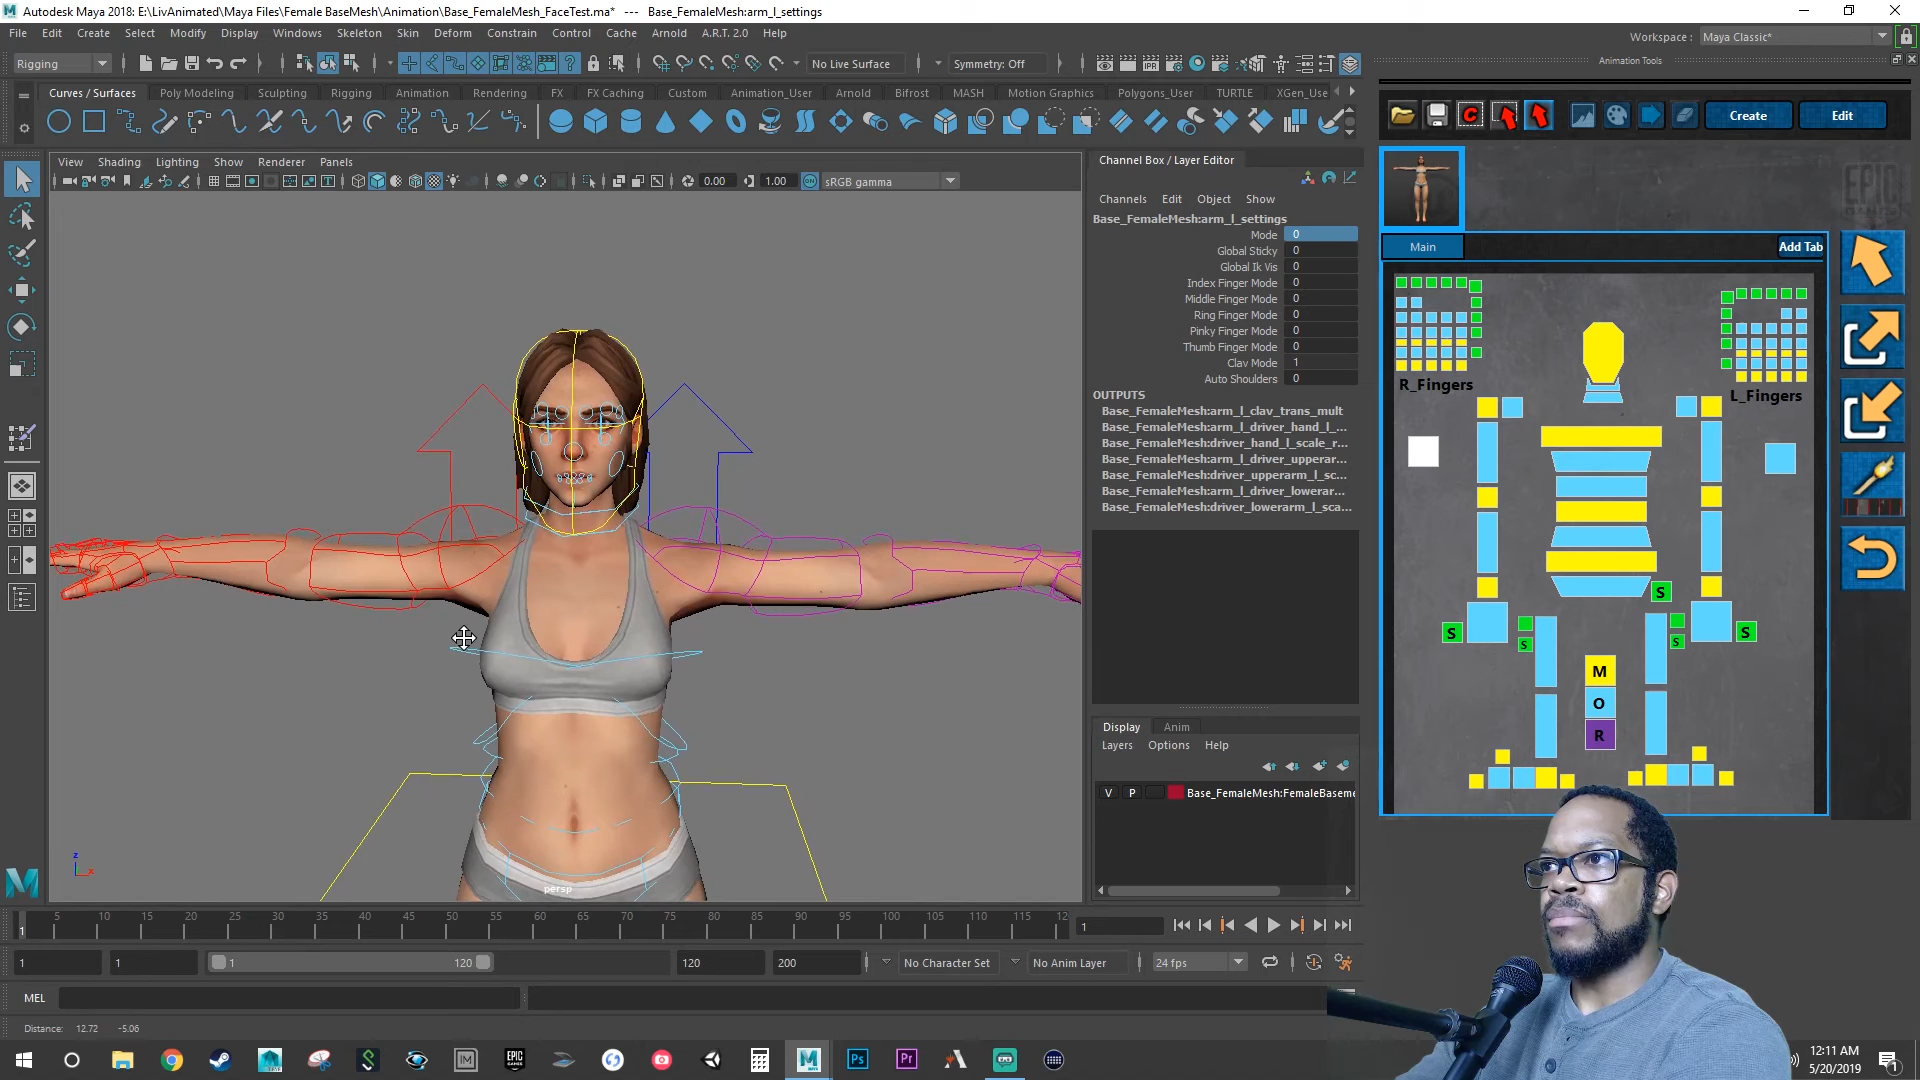 Autodesk Maya 2018: E:\LivAnimated\Maya Files\Female BaseMesh\Animation\Base_FemaleMesh_FaceTest.ma* --- Base_FemaleMesh:arm_l_settings
File Edit Create Select Modify Display Windows Skeleton Skin Deform Constrain Control Cache Arnold A.R.T. 2.0 Help
Workspace : Maya Classic*
Rigging No Live Surface Symmetry: Off
Animation Tools
Curves / Surfaces Poly Modeling Sculpting Rigging Animation Rendering FX FX Caching Custom Animation_User Arnold Bifrost MASH Motion Graphics Polygons_User TURTLE XGen_Use
Create Edit
View Shading Lighting Show Renderer Panels
0.00 1.00 sRGB gamma
Channel Box / Layer Editor
Channels Edit Object Show
Base_FemaleMesh:arm_l_settings
Mode 0
Global Sticky 0
Global Ik Vis 0
Index Finger Mode 0
Middle Finger Mode 0
Ring Finger Mode 0
Pinky Finger Mode 0
Thumb Finger Mode 0
Clav Mode 1
Auto Shoulders 0
OUTPUTS
Base_FemaleMesh:arm_l_clav_trans_mult
Base_FemaleMesh:arm_l_driver_hand_l_...
Base_FemaleMesh:driver_hand_l_scale_r...
Base_FemaleMesh:arm_l_driver_upperar...
Base_FemaleMesh:driver_upperarm_l_sc...
Base_FemaleMesh:arm_l_driver_lowerar...
Base_FemaleMesh:driver_lowerarm_l_sca...
EPIC
GAMES
Main Add Tab
R_Fingers L_Fingers
S
S S S S
S
M
O
R
Display Anim
Layers Options Help
V P Base_FemaleMesh:FemaleBaseme
persp
z
x
5 10 15 20 25 30 35 40 45 50 55 60 65 70 75 80 85 90 95 100 105 110 115 12
1 1
1 1 1 120 120 200 No Character Set No Anim Layer 24 fps
MEL
Distance: 12.72 -5.06
EPIC GAMES Ps Pr
12:11 AM
5/20/2019
1